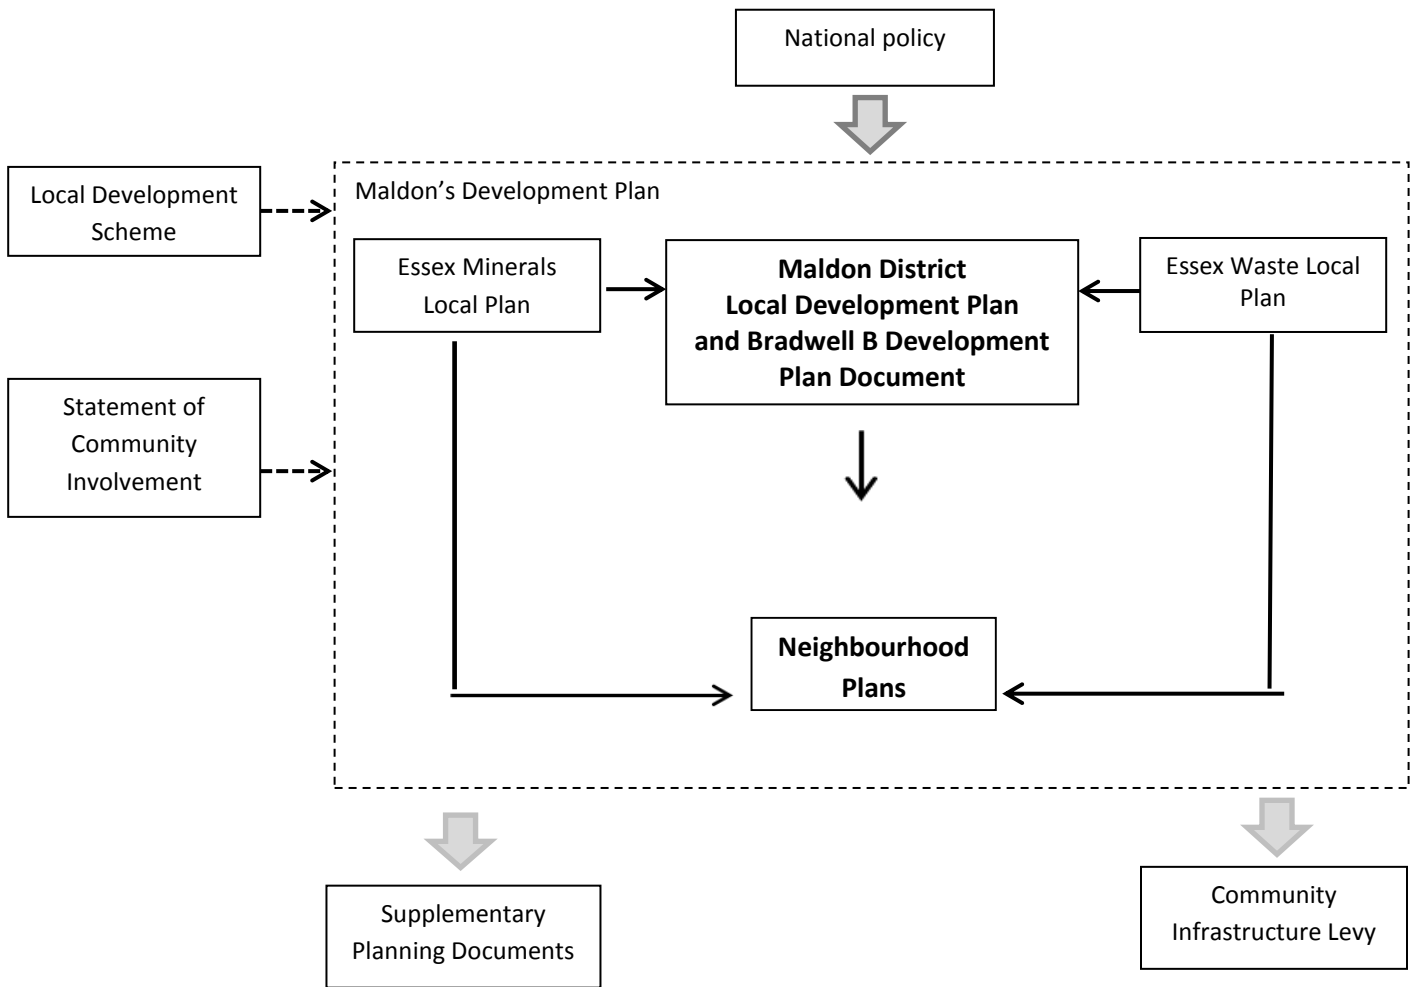 National policy
Local Development
Scheme
Maldon’s Development Plan
Essex Minerals
Local Plan
Maldon District
Local Development Plan
and Bradwell B Development
Plan Document
Essex Waste Local
Plan
Statement of
Community
Involvement
Neighbourhood
Plans
Supplementary
Planning Documents
Community
Infrastructure Levy